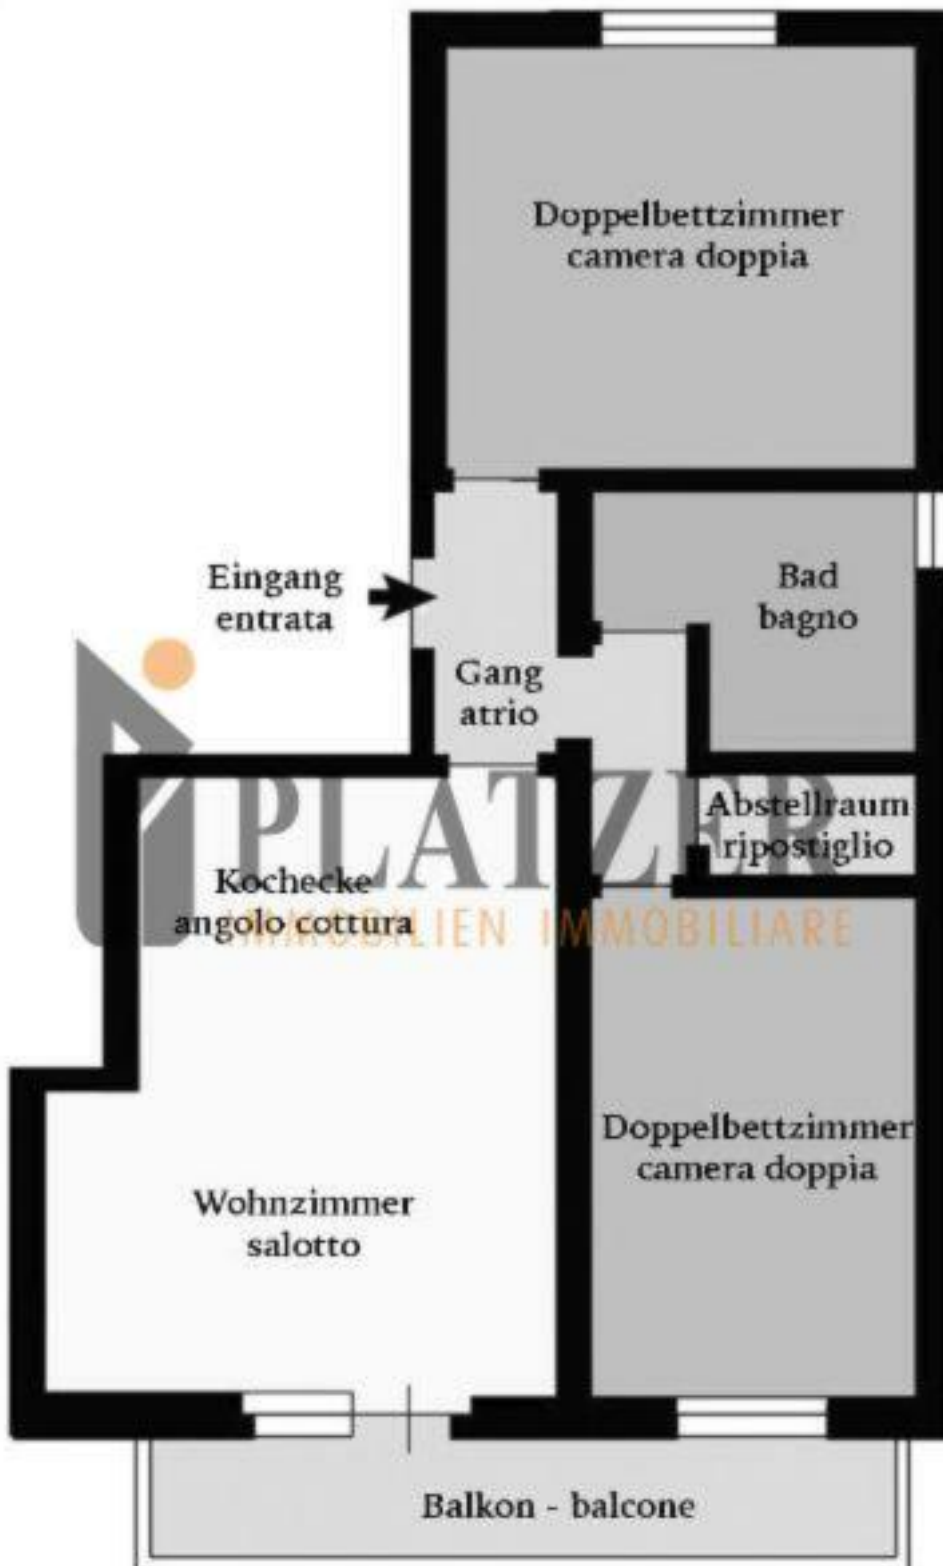 Doppelbettzimmer
camera doppia
Eingang
entrata
Bad
bagno
Gang
atrio
PLATZER
IMMOBILIEN IMMOBILIARE
Abstellraum
ripostiglio
Kochecke
angolo cottura
Doppelbettzimmer
camera doppia
Wohnzimmer
salotto
Balkon - balcone